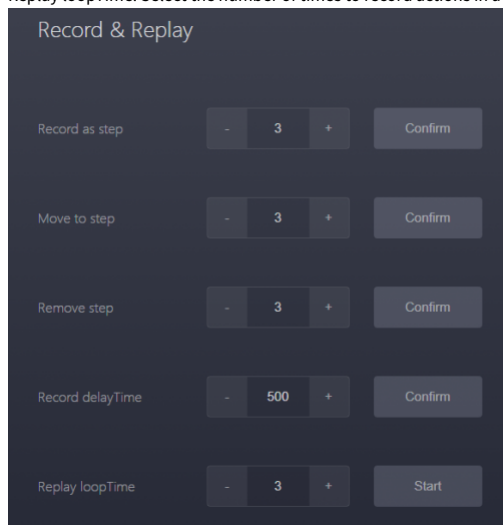 Replay loopTime: Select the number of times to record actions in a
Record & Replay
Record as step - 3 + Confirm
Move to step - 3 + Confirm
Remove step - 3 + Confirm
Record delayTime - 500 + Confirm
Replay loopTime - 3 + Start